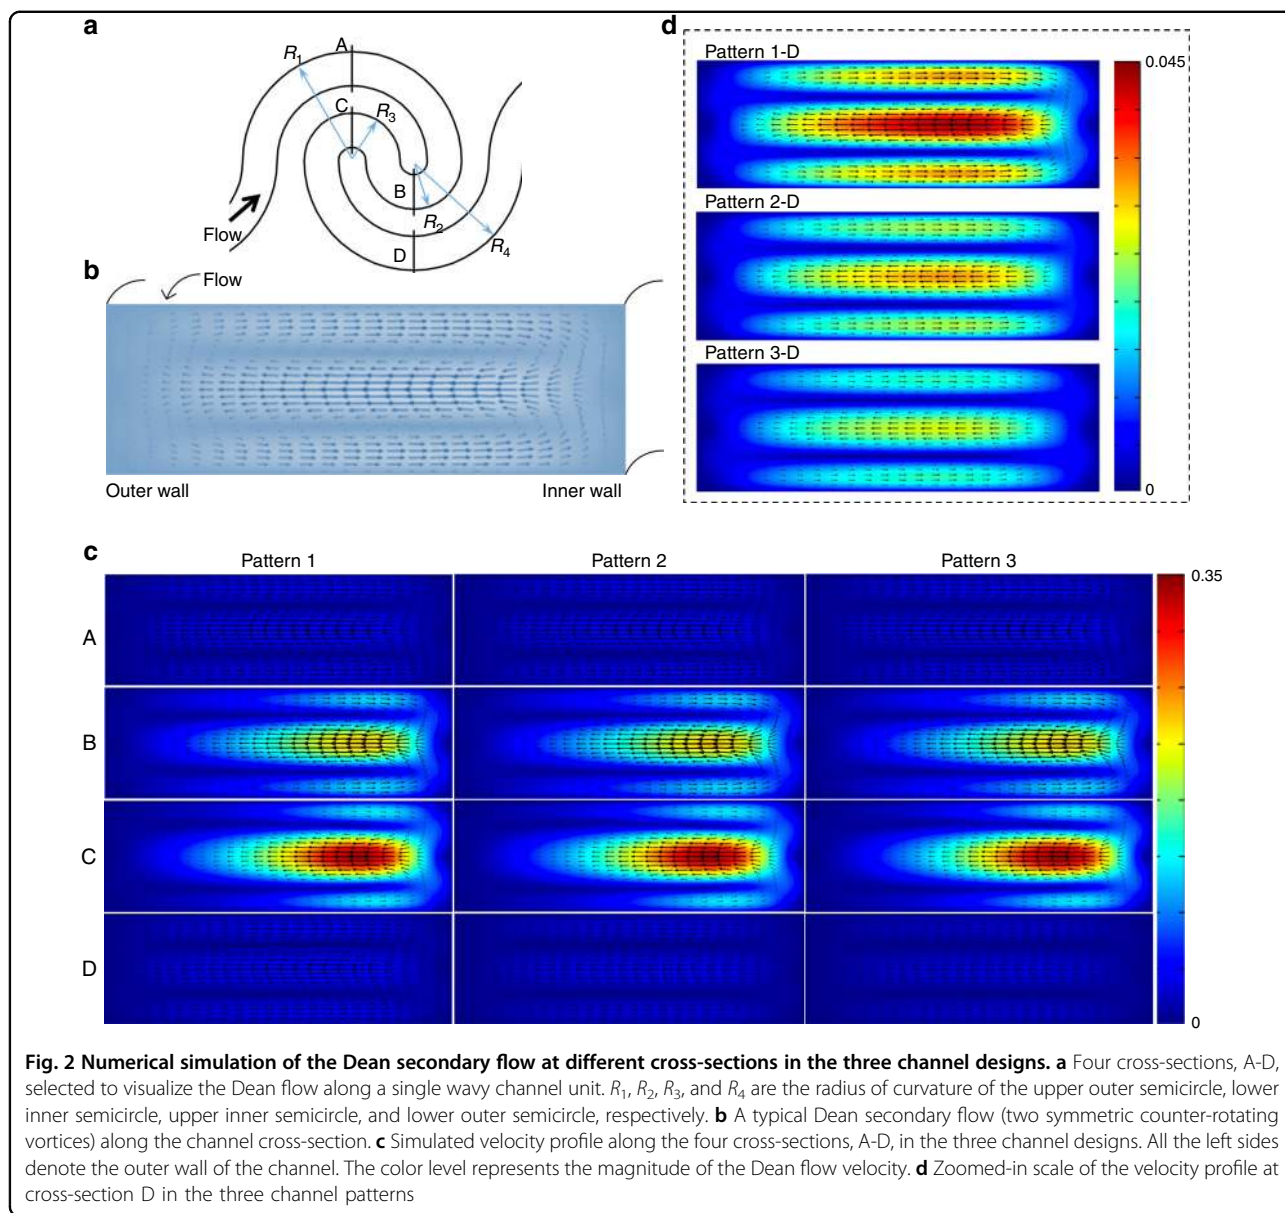 a
A
R1
C
R3
B
R2
D
R4
Flow
b
Flow
Outer wall
Inner wall
d
Pattern 1-D
0.045
Pattern 2-D
Pattern 3-D
0
c
Pattern 1
Pattern 2
Pattern 3
0.35
A
B
C
D
0
Fig. 2 Numerical simulation of the Dean secondary flow at different cross-sections in the three channel designs. a Four cross-sections, A-D,
selected to visualize the Dean flow along a single wavy channel unit. R1, R2, R3, and R4 are the radius of curvature of the upper outer semicircle, lower
inner semicircle, upper inner semicircle, and lower outer semicircle, respectively. b A typical Dean secondary flow (two symmetric counter-rotating
vortices) along the channel cross-section. c Simulated velocity profile along the four cross-sections, A-D, in the three channel designs. All the left sides
denote the outer wall of the channel. The color level represents the magnitude of the Dean flow velocity. d Zoomed-in scale of the velocity profile at
cross-section D in the three channel patterns